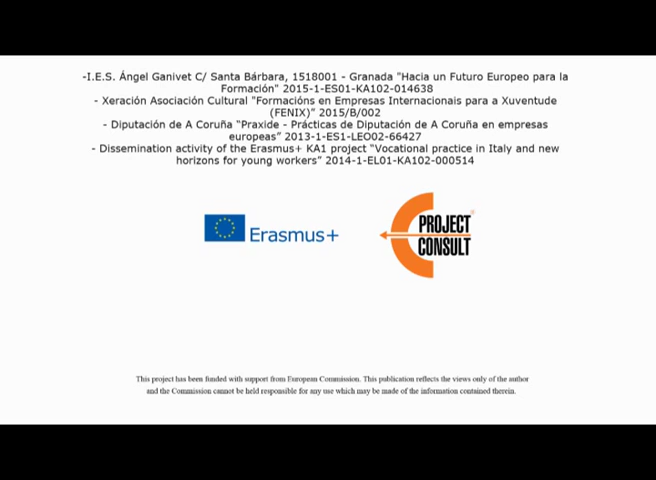 -I.E.S. Ángel Ganivet C/ Santa Bárbara, 1518001 - Granada "Hacia un Futuro Europeo para la
Formación" 2015-1-ES01-KA102-014638
- Xeración Asociación Cultural "Formacións en Empresas Internacionais para a Xuventude
(FENIX)" 2015/B/002
- Diputación de A Coruña "Praxide - Prácticas de Diputación de A Coruña en empresas
europeas" 2013-1-ES1-LEO02-66427
- Dissemination activity of the Erasmus+ KA1 project "Vocational practice in Italy and new
horizons for young workers" 2014-1-EL01-KA102-000514
Erasmus+
PROJECT
CONSULT
This project has been funded with support from European Commission. This publication reflects the views only of the author
and the Commission cannot be held responsible for any use which may be made of the information contained therein.